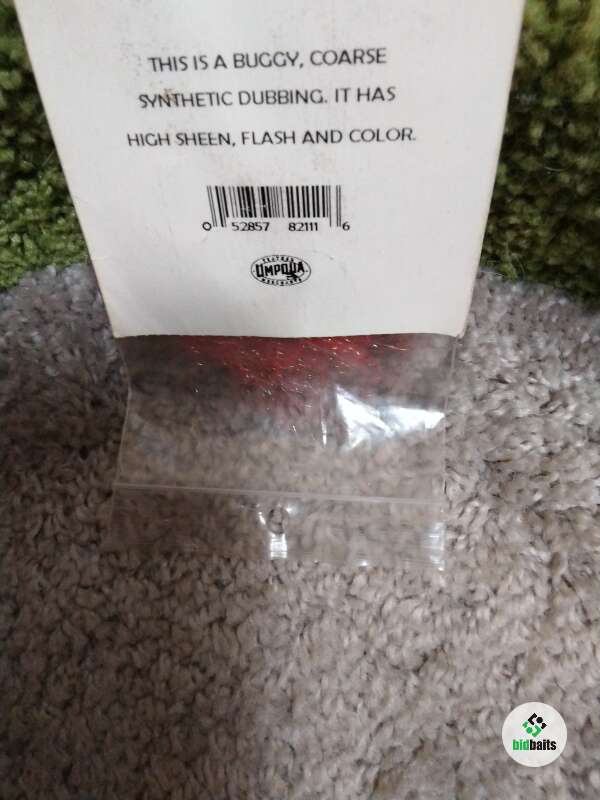 THIS IS A BUGGY, COARSE
SYNTHETIC DUBBING. IT HAS
HIGH SHEEN, FLASH AND COLOR.
0 52857 82111 6
UMPQUA
bidbaits